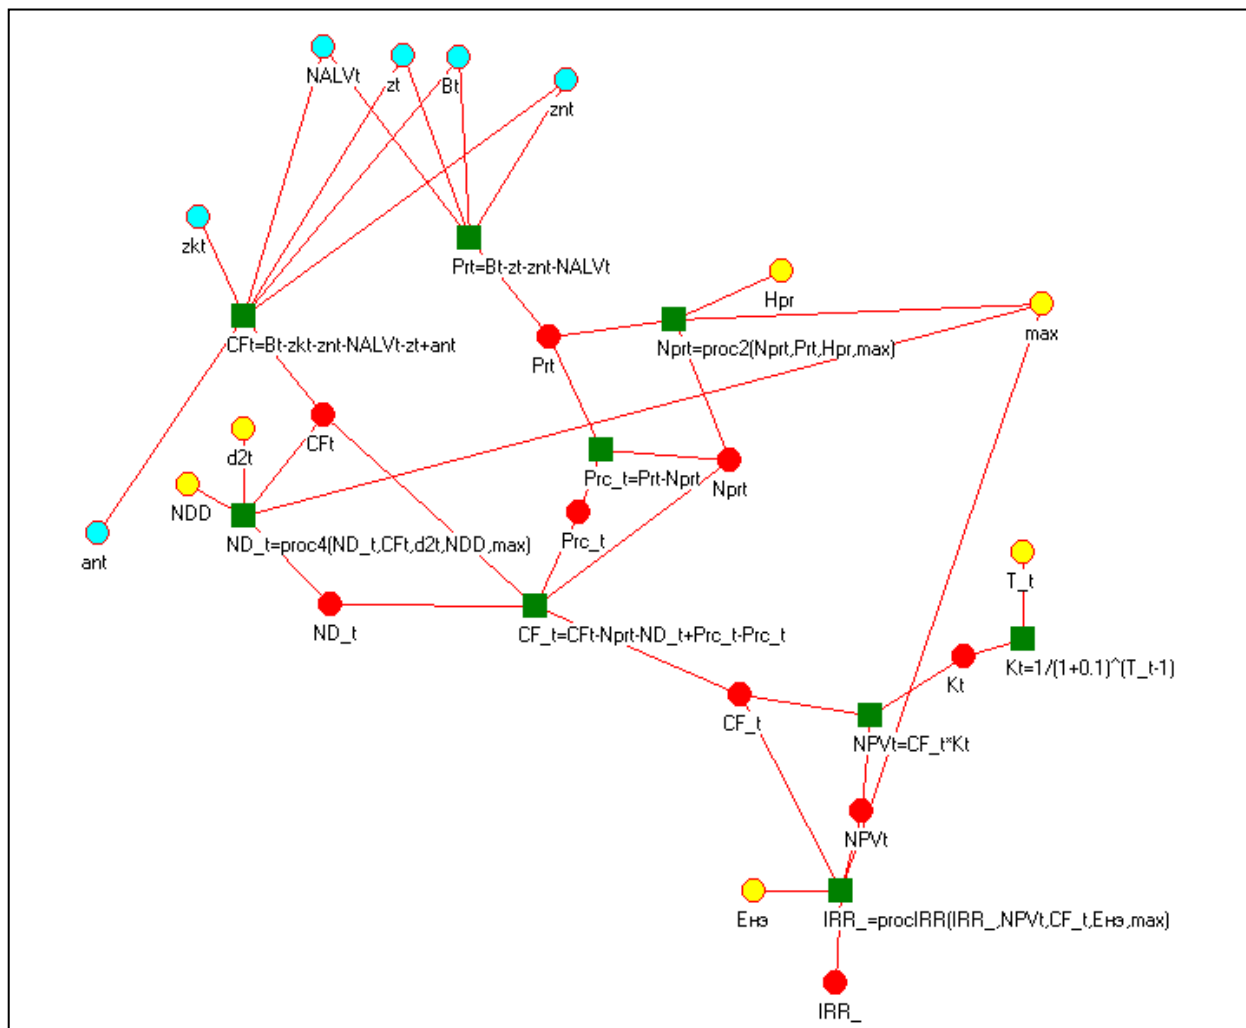 NALVt
zt
Bt
znt
zkt
Prt=Bt-zt-znt-NALVt
Hpr
max
CFt=Bt-zkt-znt-NALVt-zt+ant
Prt
Nprt=proc2(Nprt,Prt,Hpr,max)
CFt
d2t
Prc_t=Prt-Nprt
Nprt
NDD
ND_t=proc4(ND_t,CFt,d2t,NDD,max)
Prc_t
ant
T_t
ND_t
CF_t=CFt-Nprt-ND_t+Prc_t-Prc_t
Kt
Kt=1/(1+0.1)^(T_t-1)
CF_t
NPVt=CF_t*Kt
NPVt
Енэ
IRR_=procIRR(IRR_,NPVt,CF_t,Енэ,max)
IRR_